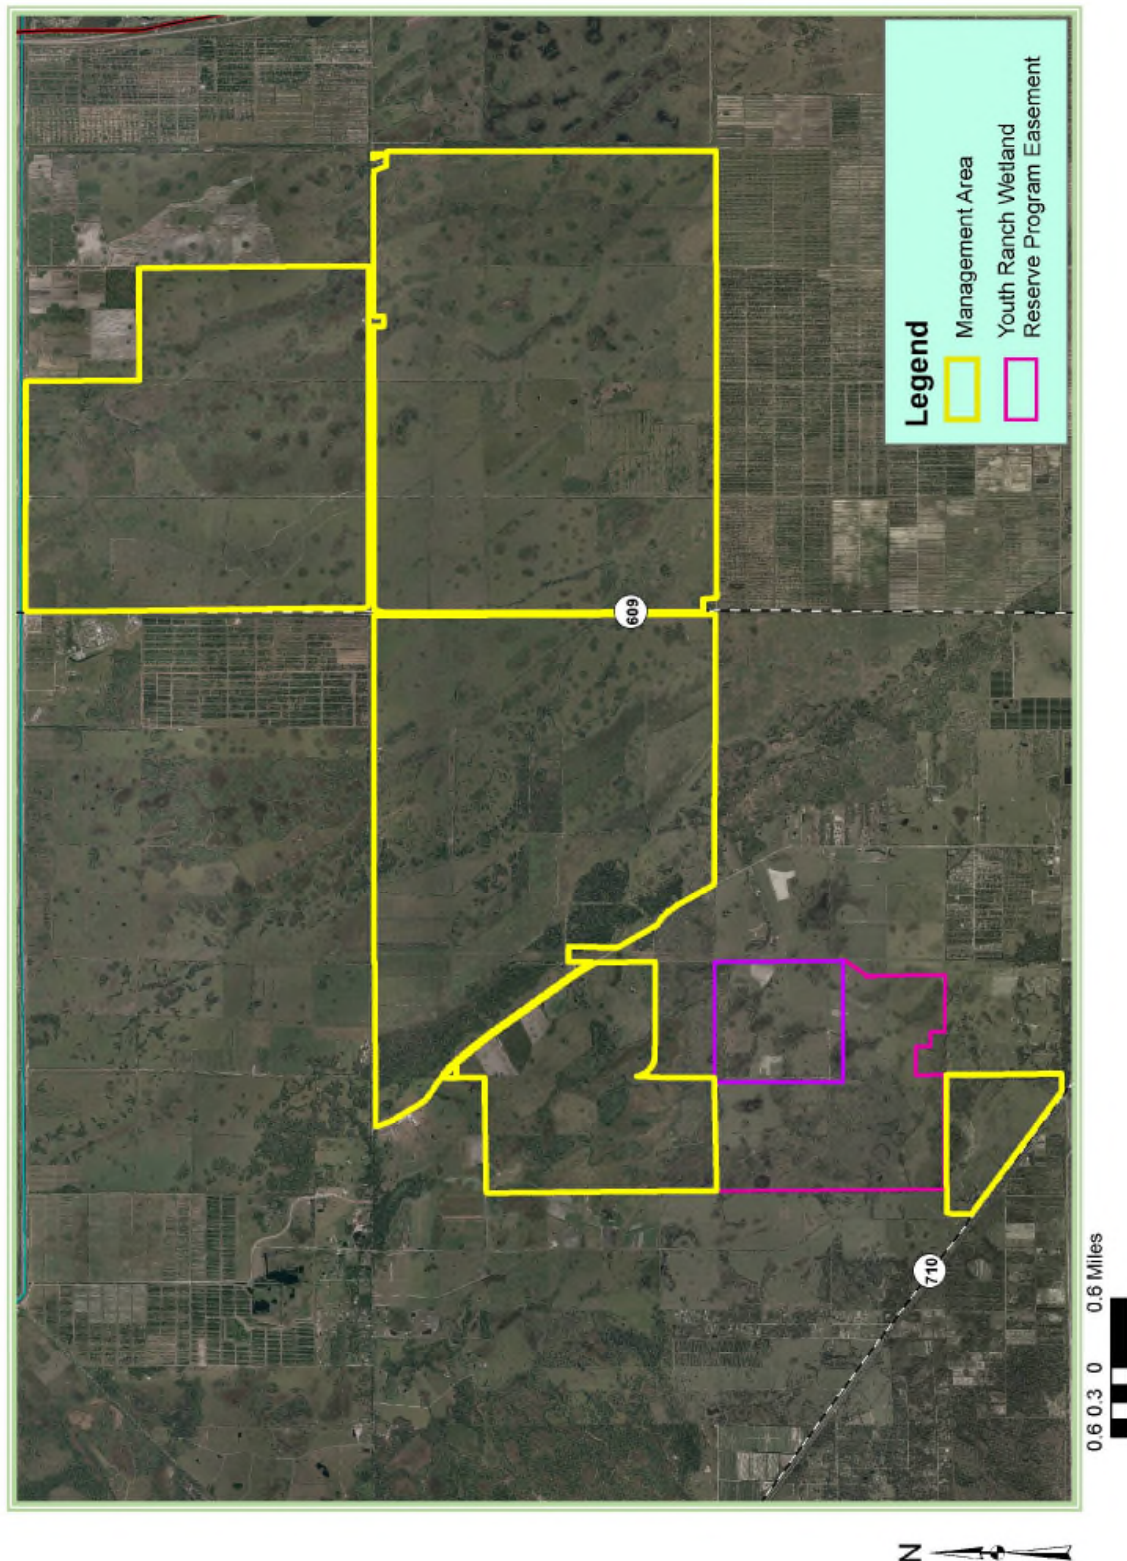 609
710
Legend
Management Area
Youth Ranch Wetland
Reserve Program Easement
0.6 0.3 0 0.6 Miles
N